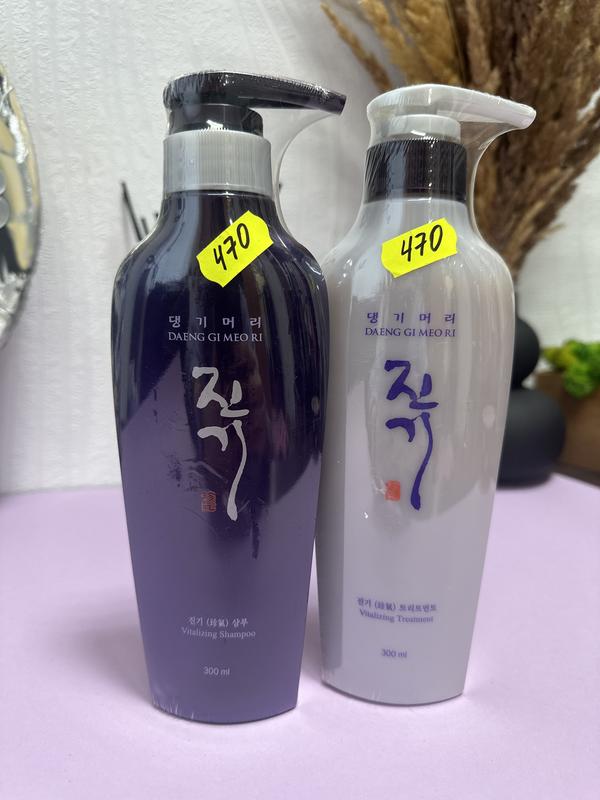 470
댕기머리
DAENG GI MEO RI
진기
진기 (珍氣) 샴푸
Vitalizing Shampoo
300 ml
470
댕기머리
DAENG GI MEO RI
진기
진기 (珍氣) 트리트먼트
Vitalizing Treatment
300 ml